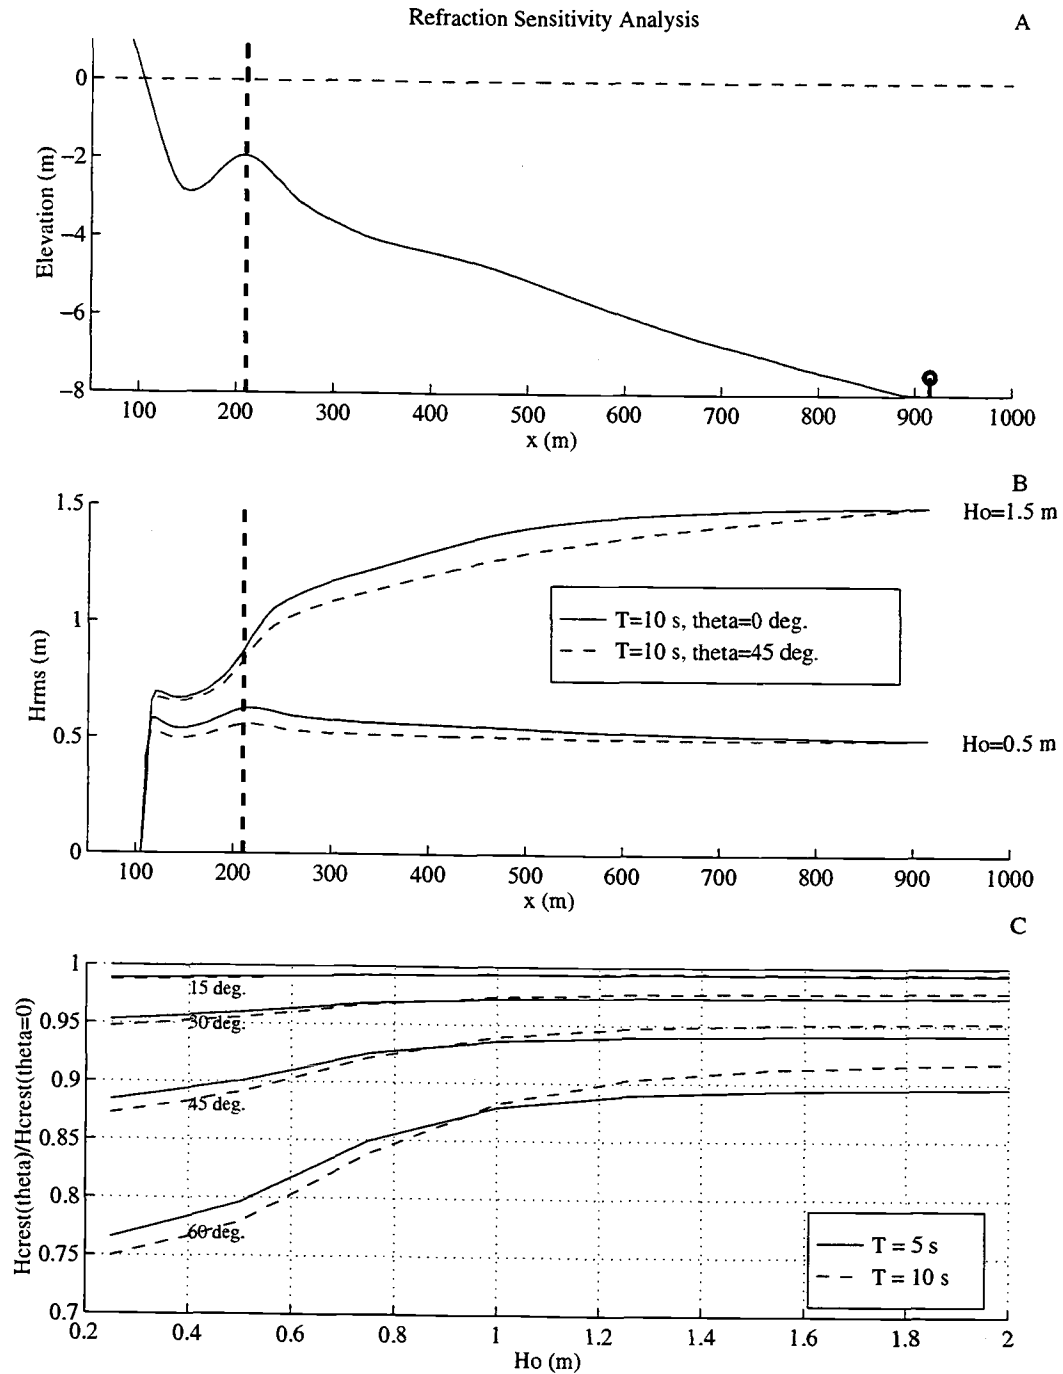 Refraction Sensitivity Analysis
A
0
−2
−4
−6
−8
Elevation (m)
100 200 300 400 500 600 700 800 900 1000
x (m)
B
1.5
1
0.5
0
Hrms (m)
Ho=1.5 m
T=10 s, theta=0 deg.
T=10 s, theta=45 deg.
Ho=0.5 m
100 200 300 400 500 600 700 800 900 1000
x (m)
C
1
0.95
0.9
0.85
0.8
0.75
0.7
Hcrest(theta)/Hcrest(theta=0)
15 deg.
30 deg.
45 deg.
60 deg.
T = 5 s
T = 10 s
0.2 0.4 0.6 0.8 1 1.2 1.4 1.6 1.8 2
Ho (m)